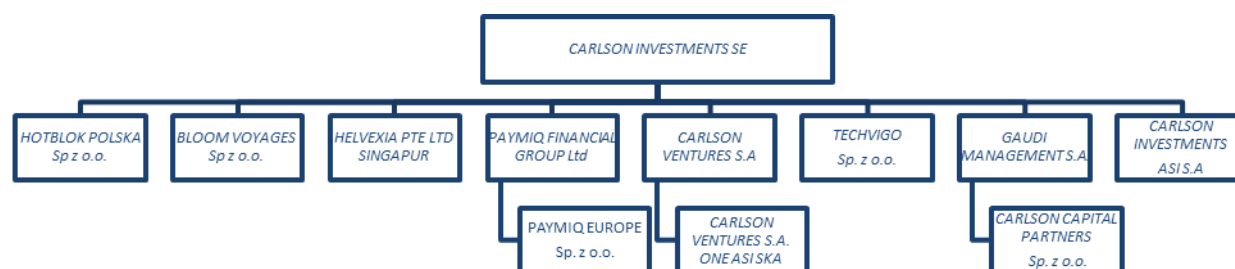 CARLSON INVESTMENTS SE
HOTBLOK POLSKA
Sp z o.o.
BLOOM VOYAGES
Sp z o.o.
HELVEXIA PTE LTD
SINGAPUR
PAYMIQ FINANCIAL
GROUP Ltd
CARLSON
VENTURES S.A
TECHVIGO
Sp. z o.o.
GAUDI
MANAGEMENT S.A.
CARLSON
INVESTMENTS
ASI S.A
PAYMIQ EUROPE
Sp. z o.o.
CARLSON
VENTURES S.A.
ONE ASI SKA
CARLSON CAPITAL
PARTNERS
Sp. z o.o.